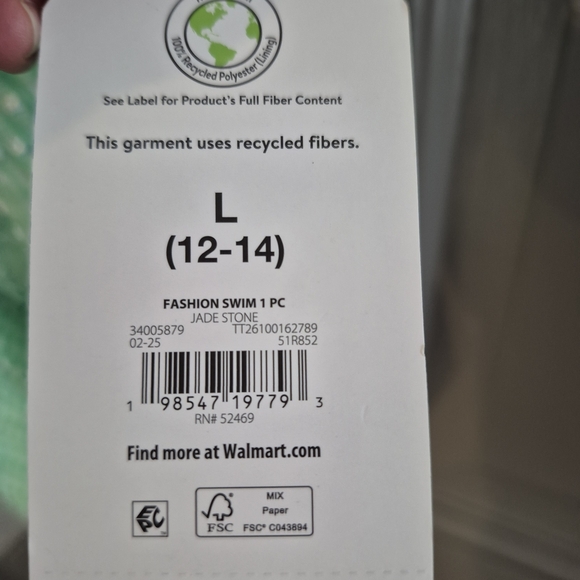 100% Recycled Polyester (Lining)
See Label for Product's Full Fiber Content
This garment uses recycled fibers.
L
(12-14)
FASHION SWIM 1 PC
JADE STONE
34005879 TT26100162789
02-25 51R852
1 98547 19779 3
RN# 52469
Find more at Walmart.com
EPC
MIX
Paper
FSC FSC® C043894